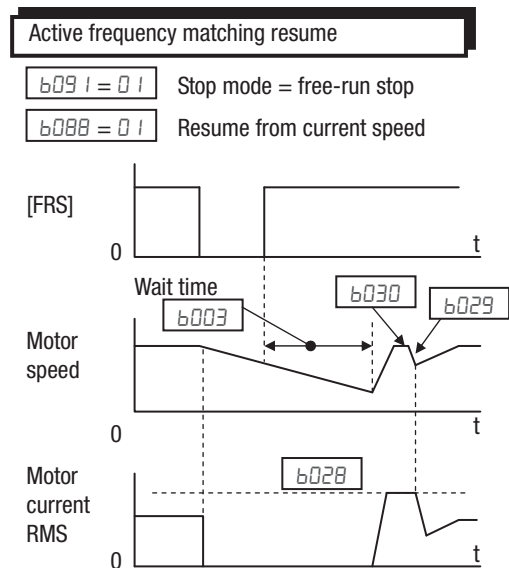 Active frequency matching resume
b091 = 01 Stop mode = free-run stop
b088 = 01 Resume from current speed
[FRS]
0
t
Wait time
b003
b030
b029
Motor
speed
0
t
Motor
current
RMS
b028
0
t